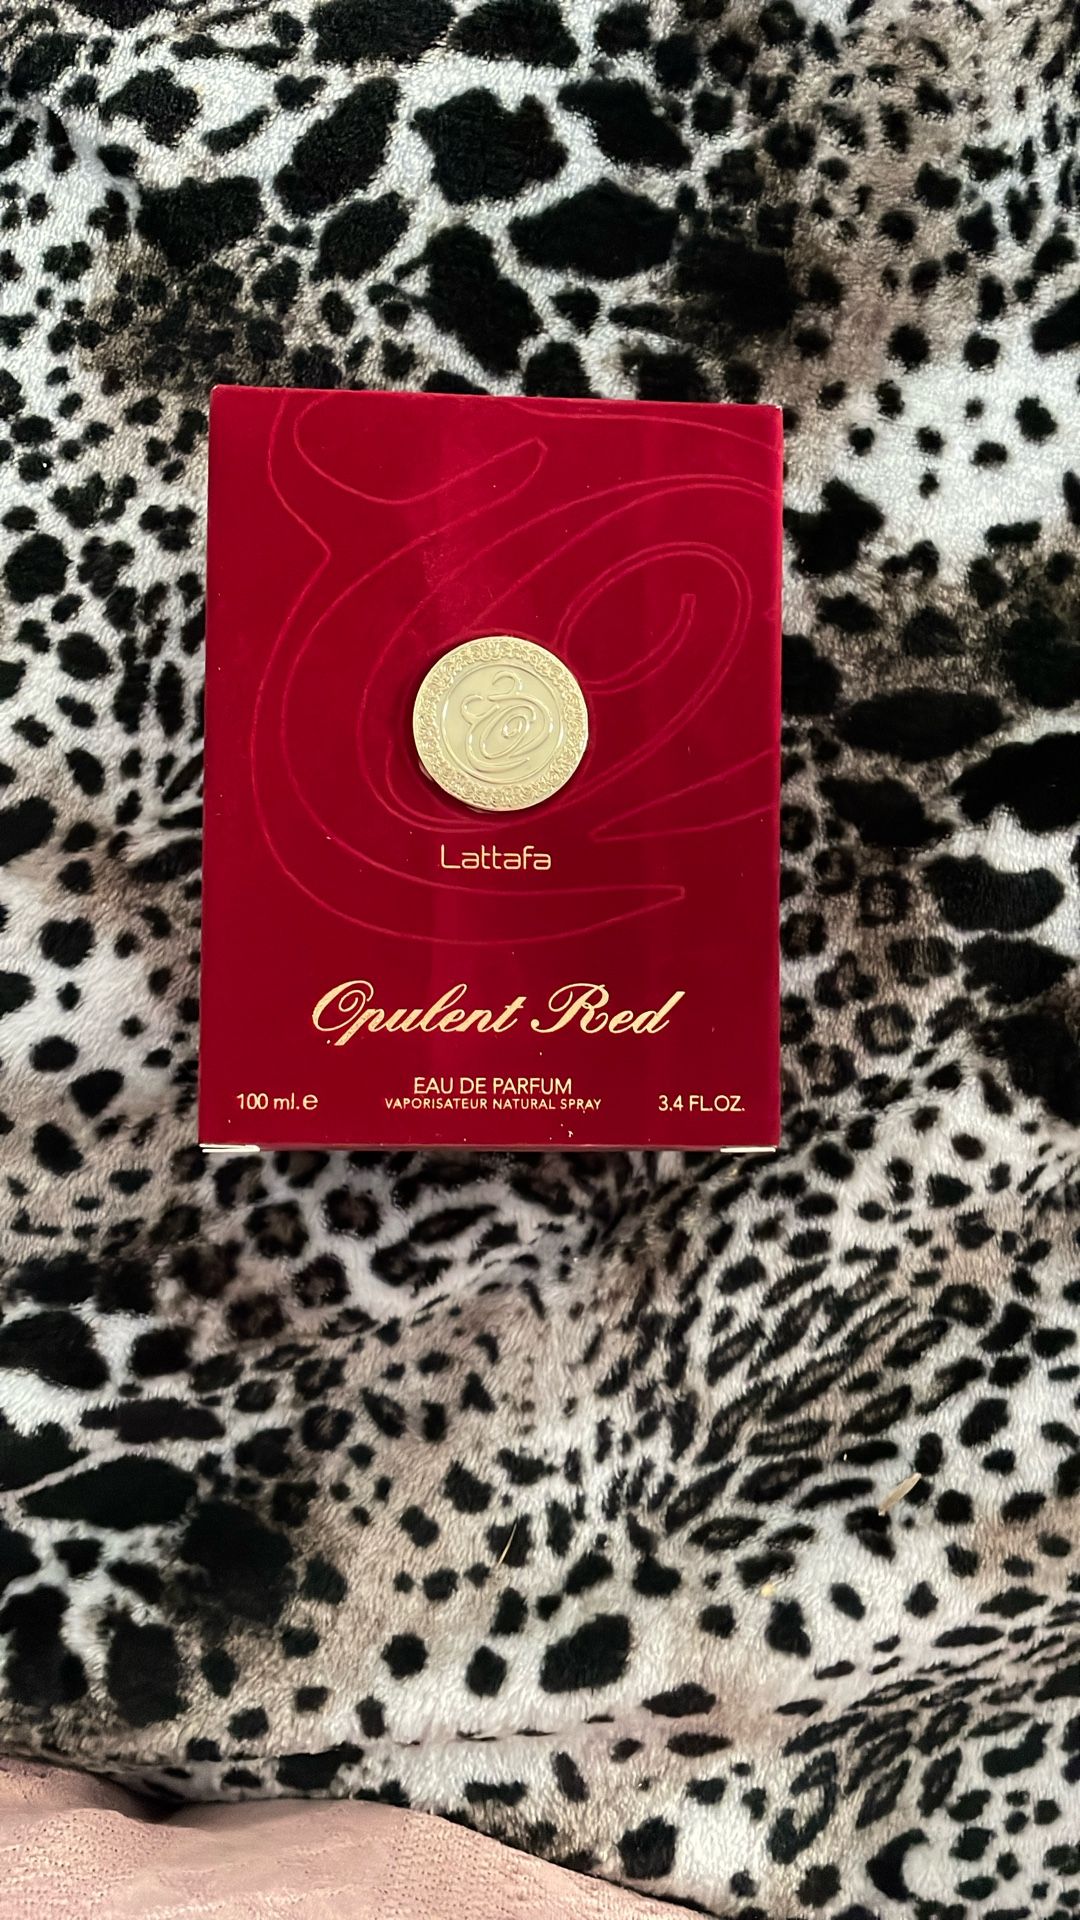 Lattafa
Opulent Red
EAU DE PARFUM
100 ml.e VAPORISATEUR NATURAL SPRAY 3.4 FL.OZ.